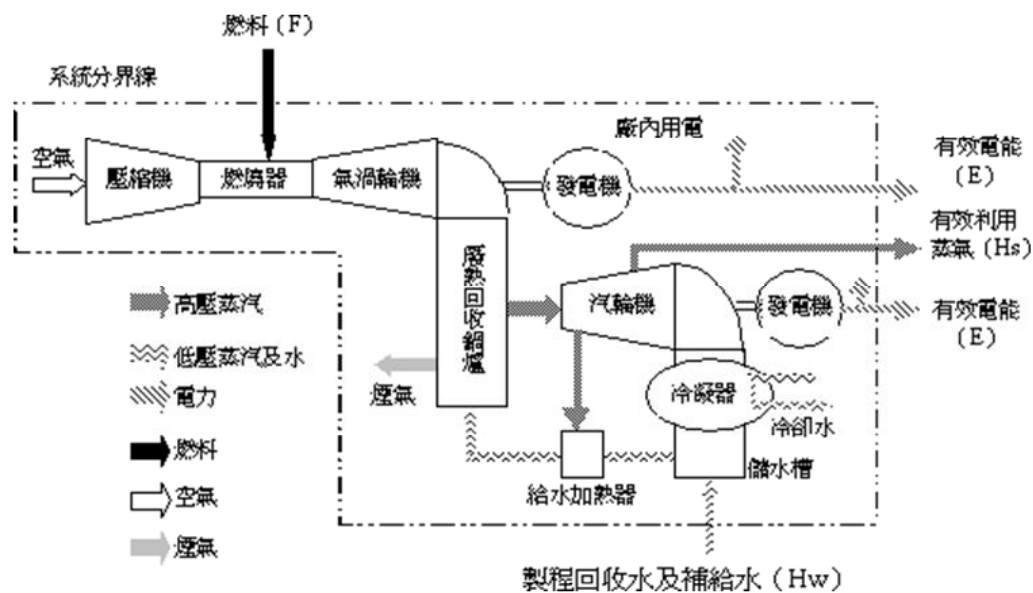 燃料(F)
系統分界線
廠內用電
空氣
壓縮機
燃燒器
氣渦輪機
發電機
有效電能
(E)
有效利用
蒸氣(Hs)
廢熱回收鍋爐
汽輪機
發電機
有效電能
(E)
高壓蒸汽
低壓蒸汽及水
電力
燃料
空氣
煙氣
煙氣
冷凝器
冷卻水
儲水槽
給水加熱器
製程回收水及補給水(Hw)